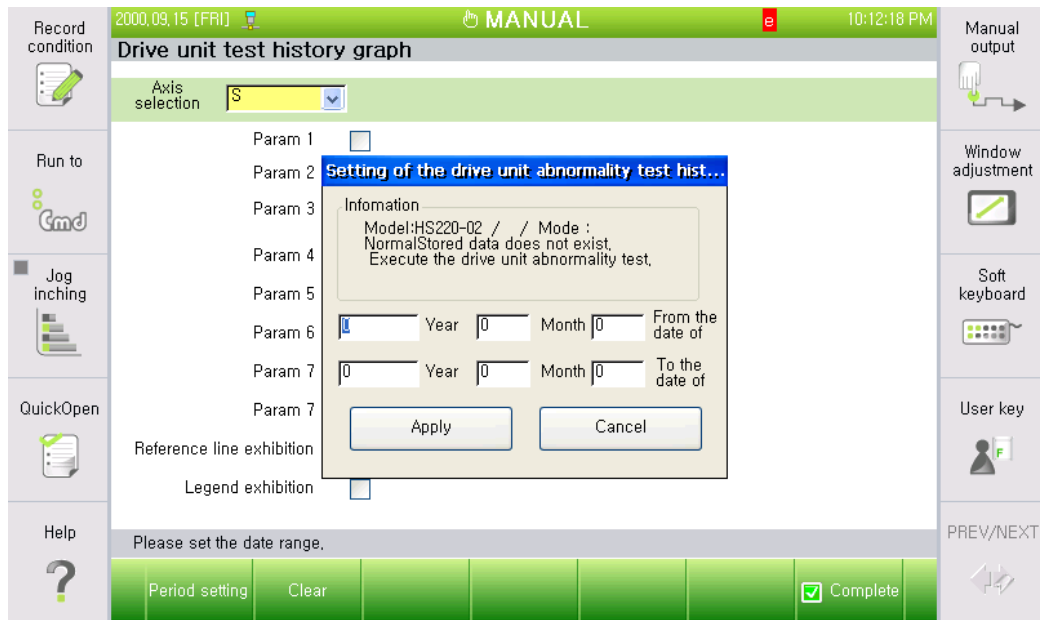 Record
condition
Run to
Cmd
Jog
inching
QuickOpen
Help
2000,09,15 [FRI]
MANUAL
e
10:12:18 PM
Drive unit test history graph
Axis
selection
S
Param 1
Param 2
Param 3
Param 4
Param 5
Param 6
Param 7
Param 7
Reference line exhibition
Legend exhibition
Setting of the drive unit abnormality test hist...
Infomation
Model:HS220-02 / / Mode :
NormalStored data does not exist,
Execute the drive unit abnormality test,
0 Year 0 Month 0 From the
date of
0 Year 0 Month 0 To the
date of
Apply Cancel
Please set the date range,
Period setting Clear Complete
Manual
output
Window
adjustment
Soft
keyboard
User key
F
PREV/NEXT